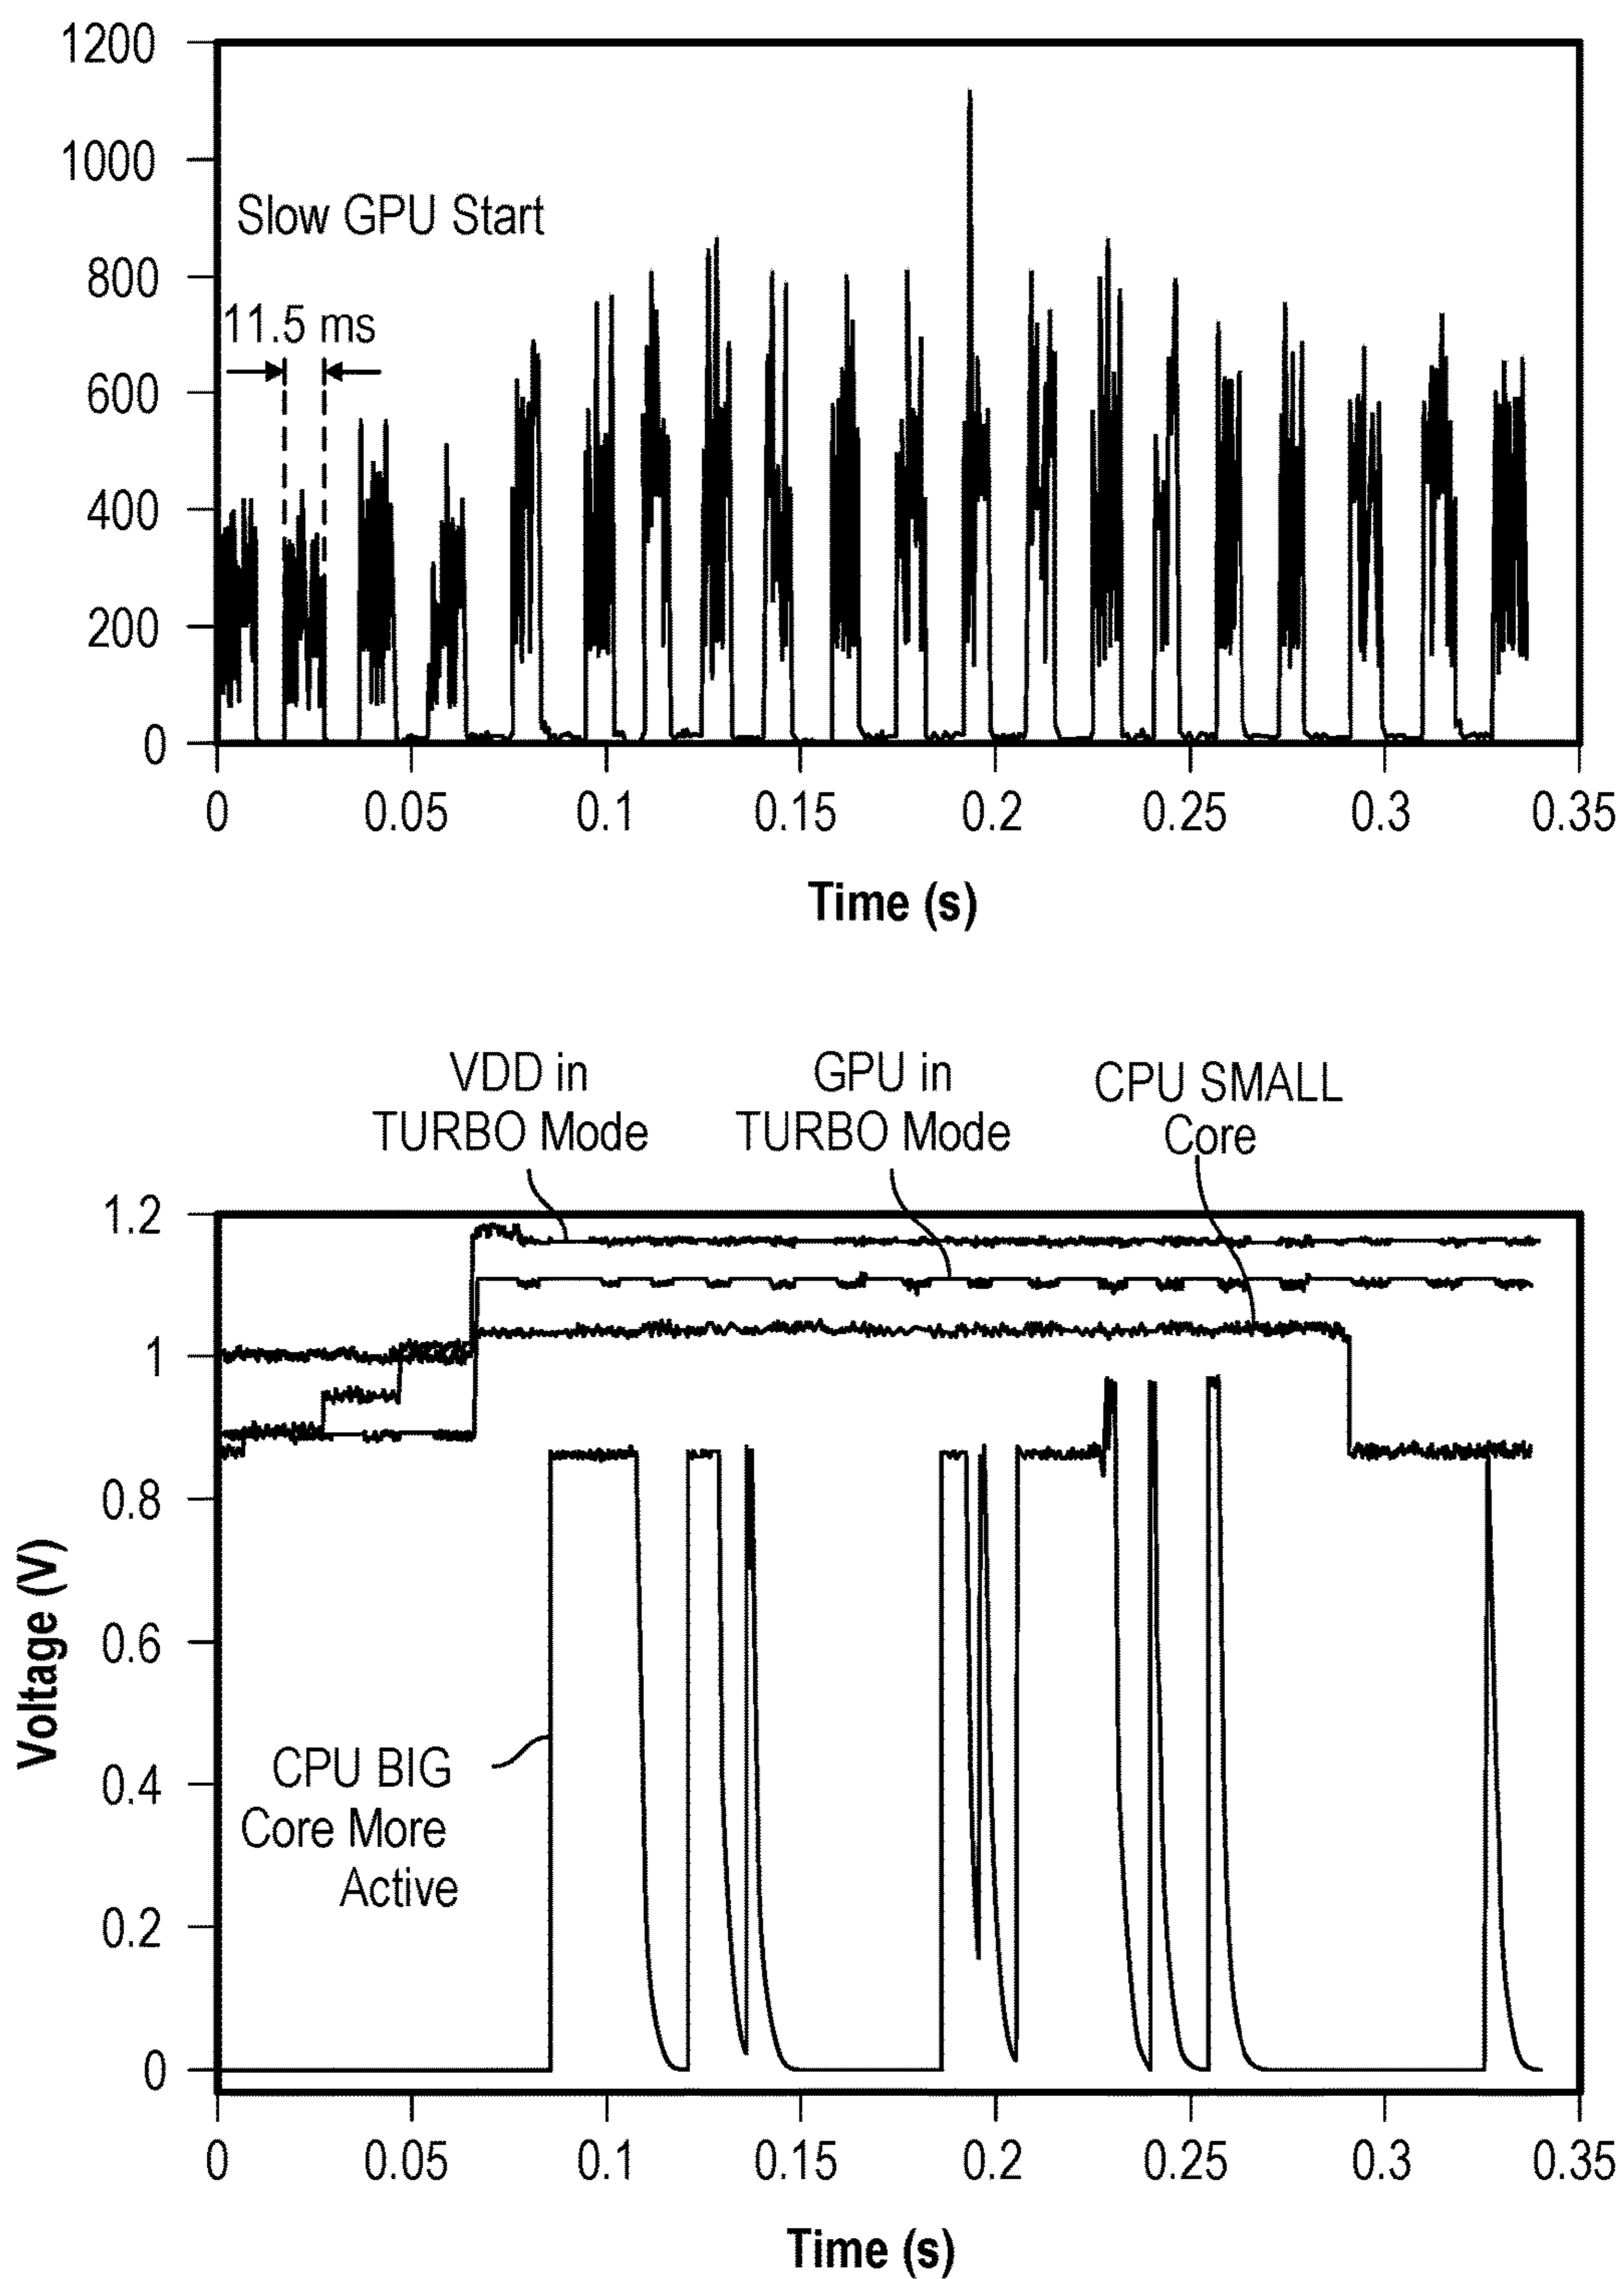 1200
1000
Slow GPU Start
800
11.5 ms
600
400
200
0
0 0.05 0.1 0.15 0.2 0.25 0.3 0.35
Time (s)
VDD in
TURBO Mode
GPU in
TURBO Mode
CPU SMALL
Core
1.2
1
0.8
0.6
0.4
0.2
0
Voltage (V)
CPU BIG
Core More
Active
0 0.05 0.1 0.15 0.2 0.25 0.3 0.35
Time (s)